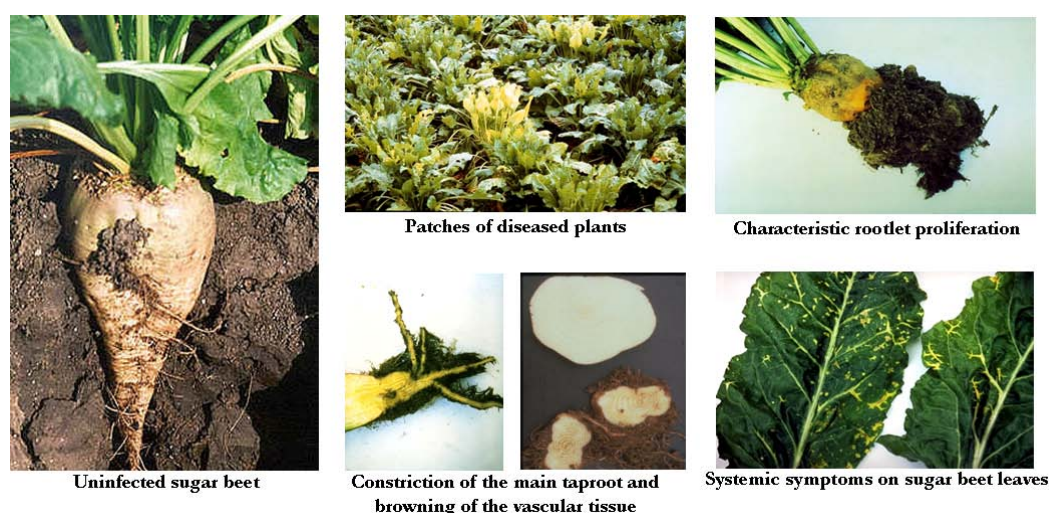 Uninfected sugar beet
Patches of diseased plants
Characteristic rootlet proliferation
Constriction of the main taproot and
browning of the vascular tissue
Systemic symptoms on sugar beet leaves